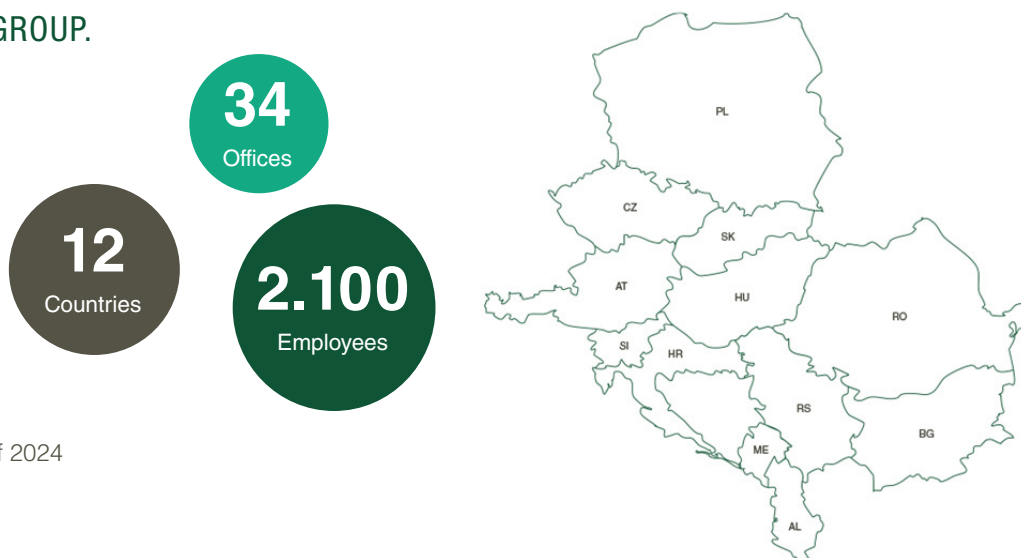 GROUP.
34
Offices
12
Countries
2.100
Employees
2024
PL
CZ
SK
AT
HU
RO
SI
HR
RS
BG
ME
AL